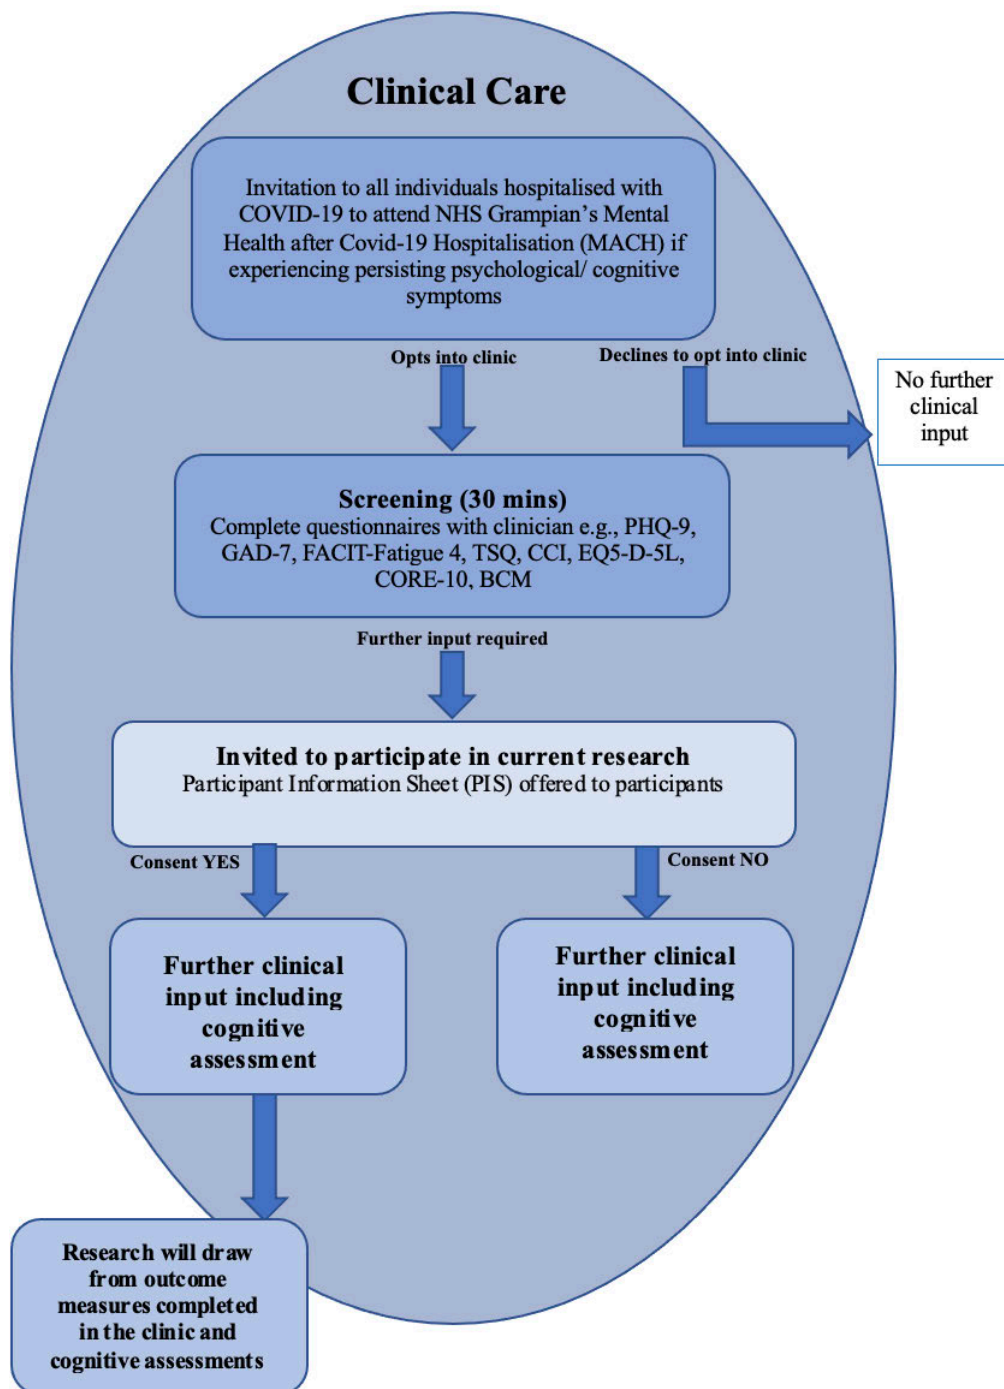 Clinical Care
Invitation to all individuals hospitalised with
COVID-19 to attend NHS Grampian’s Mental
Health after Covid-19 Hospitalisation (MACH) if
experiencing persisting psychological/ cognitive
symptoms
Opts into clinic
Declines to opt into clinic
No further
clinical
input
Screening (30 mins)
Complete questionnaires with clinician e.g., PHQ-9,
GAD-7, FACIT-Fatigue 4, TSQ, CCI, EQ5-D-5L,
CORE-10, BCM
Further input required
Invited to participate in current research
Participant Information Sheet (PIS) offered to participants
Consent YES
Consent NO
Further clinical
input including
cognitive
assessment
Further clinical
input including
cognitive
assessment
Research will draw
from outcome
measures completed
in the clinic and
cognitive assessments